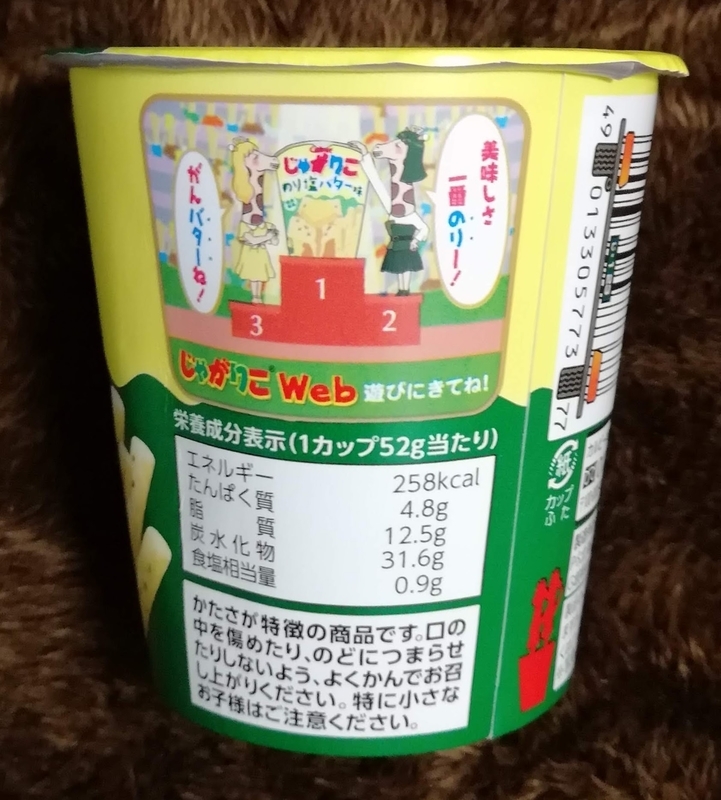 Calbee
じゃがりこ
のり塩バター味
がんバターね!
美味しさ
一番のりー!
1
2
3
じゃがりこ Web 遊びにきてね!
栄養成分表示(1カップ52g当たり)
エネルギー 258kcal
たんぱく質 4.8g
脂質 12.5g
炭水化物 31.6g
食塩相当量 0.9g
かたさが特徴の商品です。口の
中を傷めたり、のどにつまらせ
たりしないよう、よくかんでお召
し上がりください。特に小さな
お子様はご注意ください。
49
01330577377
紙
カップ
ふた